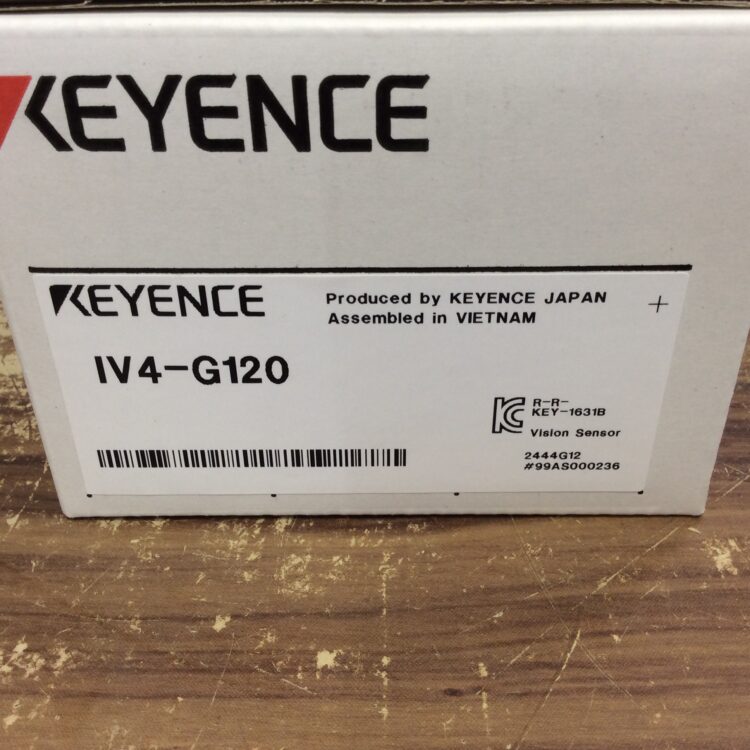 KEYENCE
KEYENCE
Produced by KEYENCE JAPAN
Assembled in VIETNAM
IV4-G120
R-R-
KEY-1631B
Vision Sensor
2444G12
#99AS000236